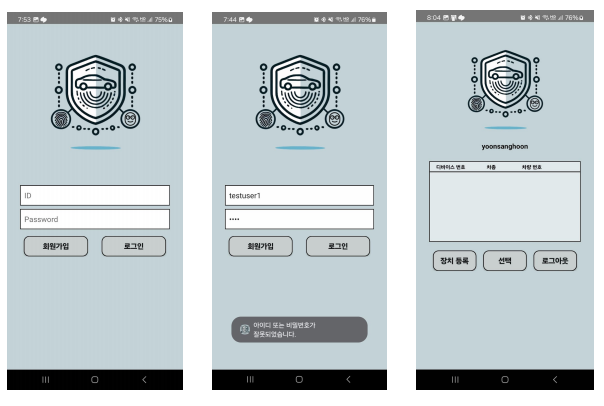 7:53
75%
ID
Password
회원가입
로그인
7:44
76%
testuser1
••••
회원가입
로그인
아이디 또는 비밀번호가
잘못되었습니다.
8:04
76%
yoonsanghoon
디바이스 번호 차종 차량 번호
장치 등록
선택
로그아웃